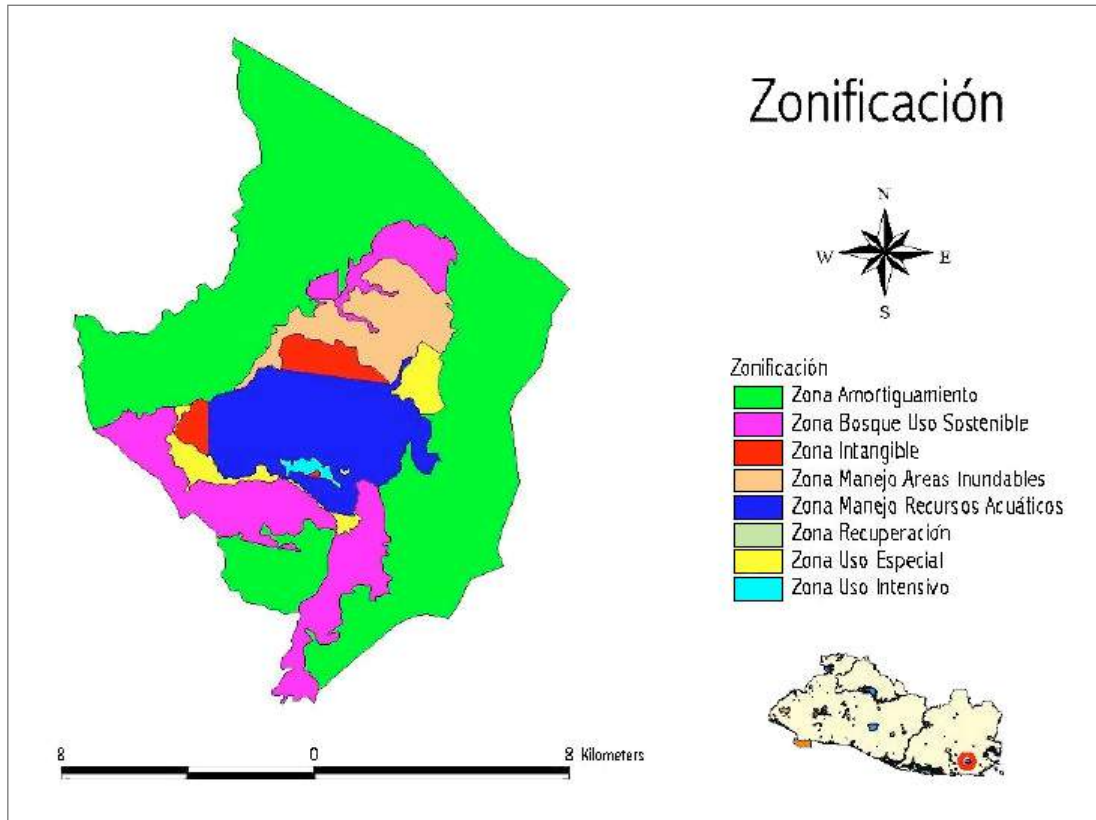 Zonificación
N
W
E
S
Zonificación
Zona Amortiguamiento
Zona Bosque Uso Sostenible
Zona Intangible
Zona Manejo Areas Inundables
Zona Manejo Recursos Acuáticos
Zona Recuperación
Zona Uso Especial
Zona Uso Intensivo
8 0 8 Kilometers